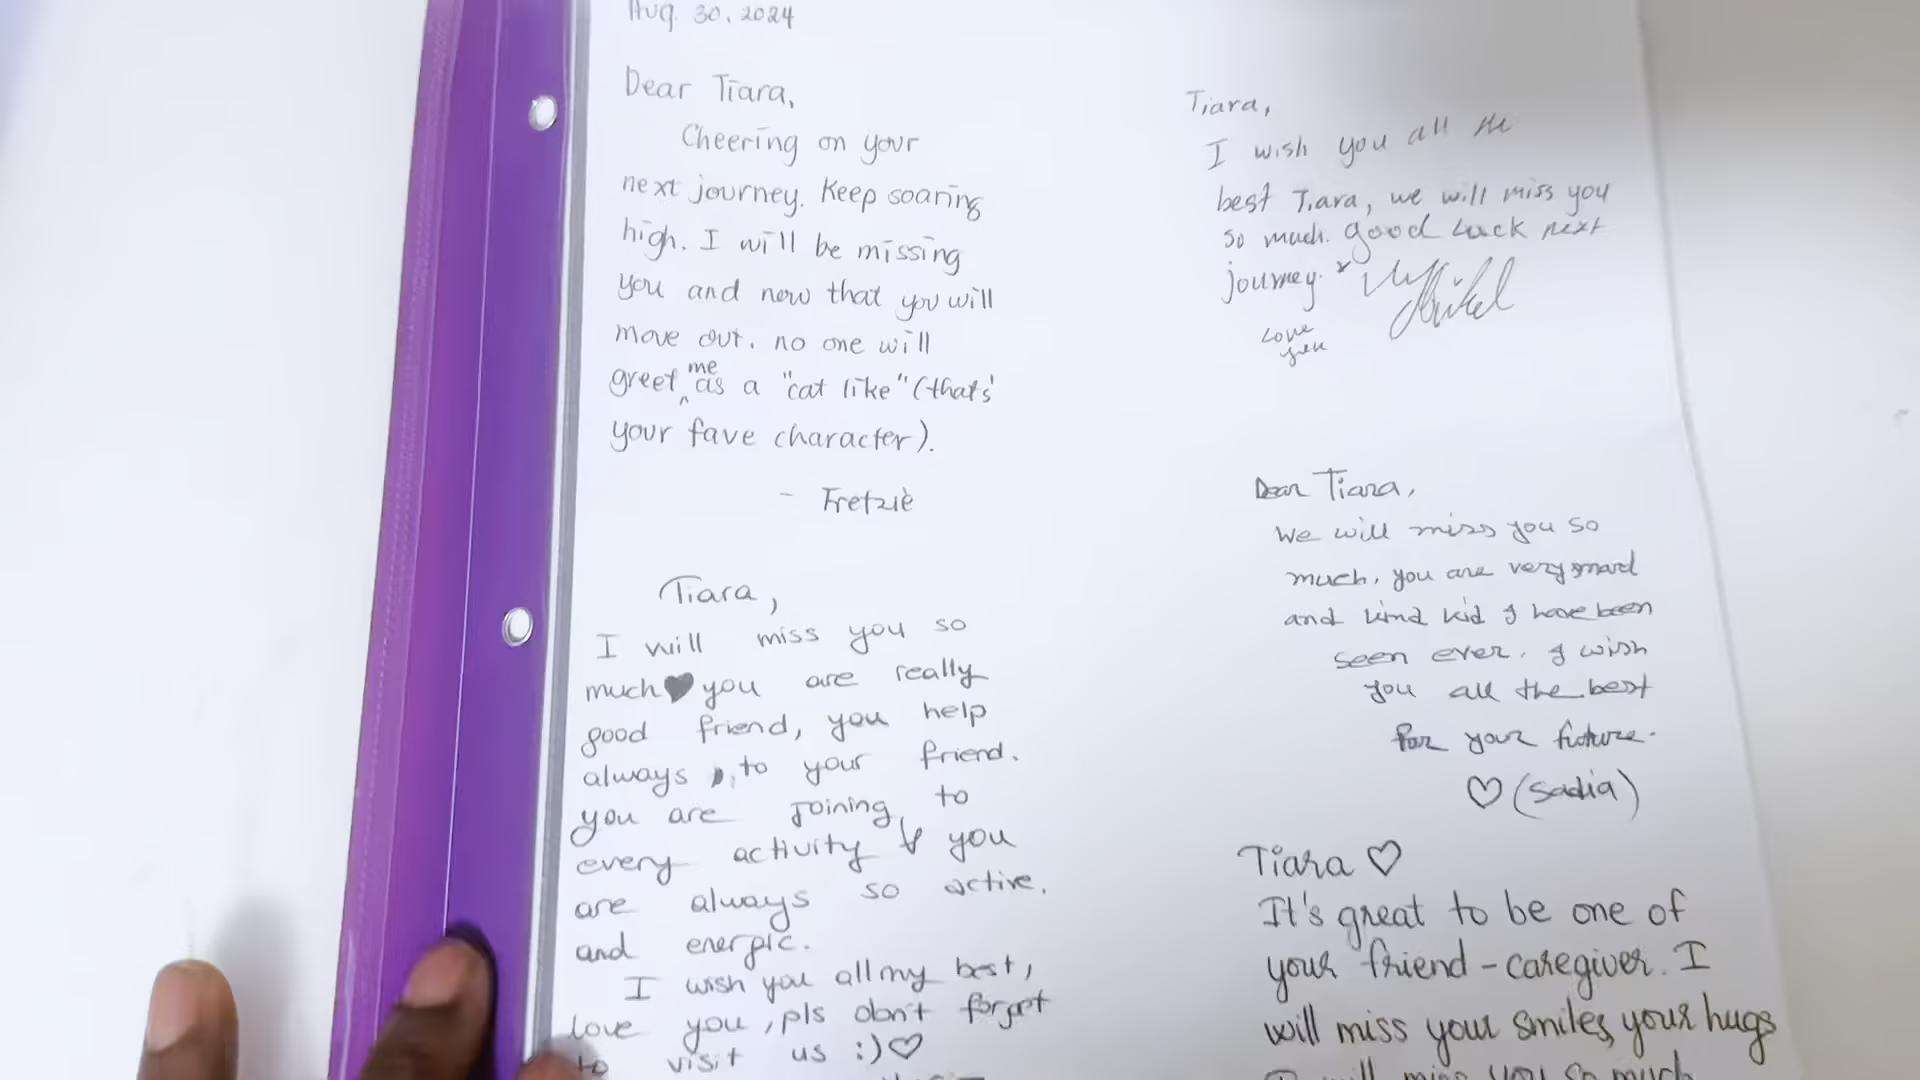 Aug. 30, 2024
Dear Tiara,
Cheering on your
next journey. Keep soaring
high. I will be missing
you and now that you will
move out, no one will
greet me as a "cat like" (that's
your fave character).
- Fretzie
Tiara,
I will miss you so
much you are really
good friend, you help
always to your friend.
you are joining to
every activity & you
are always so active.
and enerpic.
I wish you all my best,
love you, pls don't forget
to visit us :)
Tiara,
I wish you all the
best Tiara, we will miss you
so much. good Luck next
journey.
Love
you
Dear Tiara,
We will miss you so
much, you are very smart
and kind kid I have been
seen ever. I wish
you all the best
for your future.
(Sadia)
Tiara
It's great to be one of
your friend - caregiver. I
will miss your smiles, your hugs
I will miss you so much